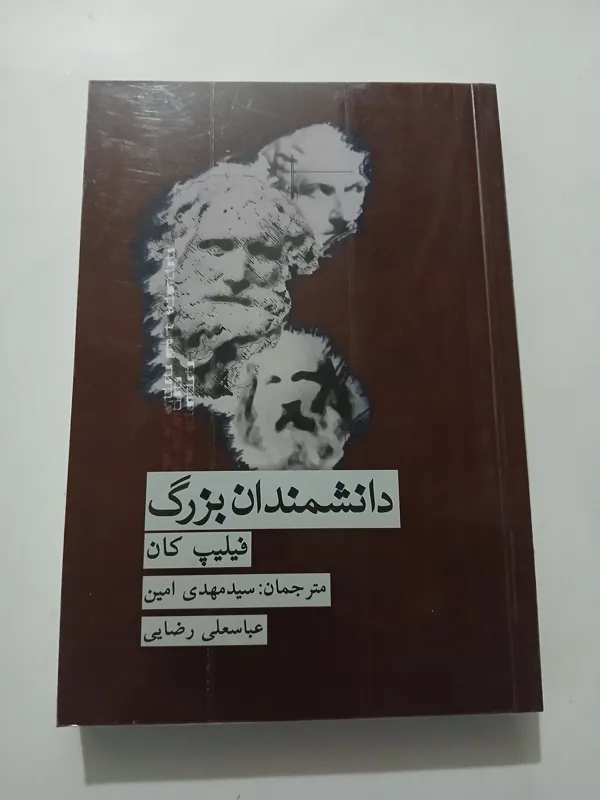 دانشمندان بزرگ
فیلیپ کان
مترجمان: سیدمهدی امین
عباسعلی رضایی